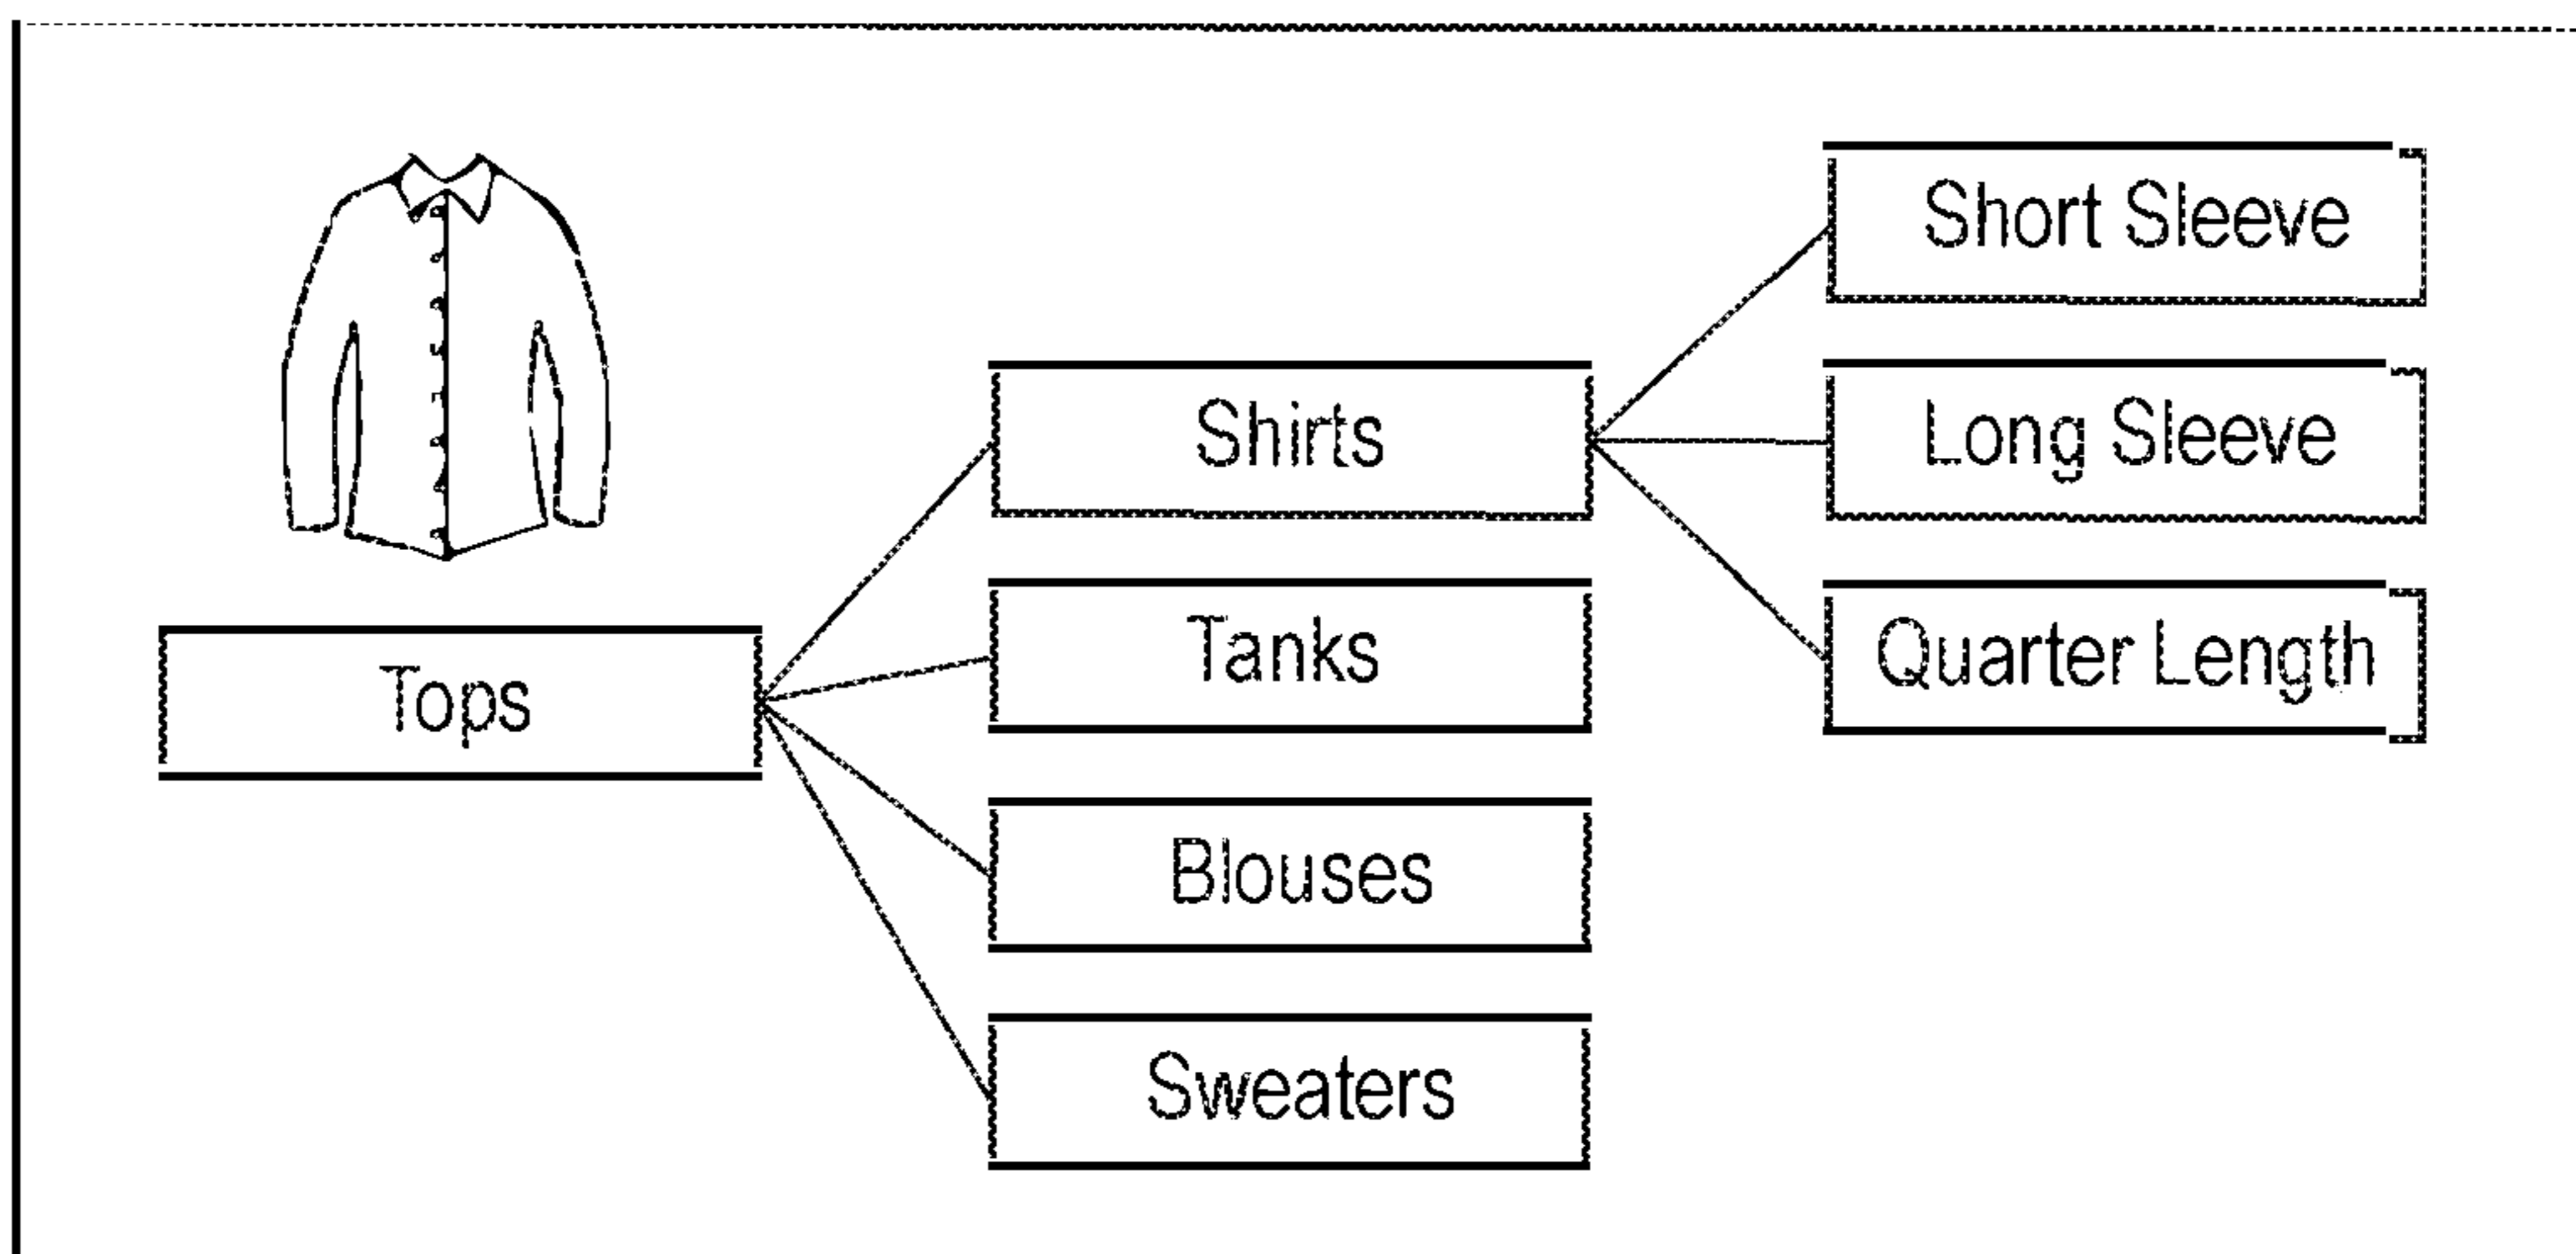 Tops
Shirts
Tanks
Blouses
Sweaters
Short Sleeve
Long Sleeve
Quarter Length